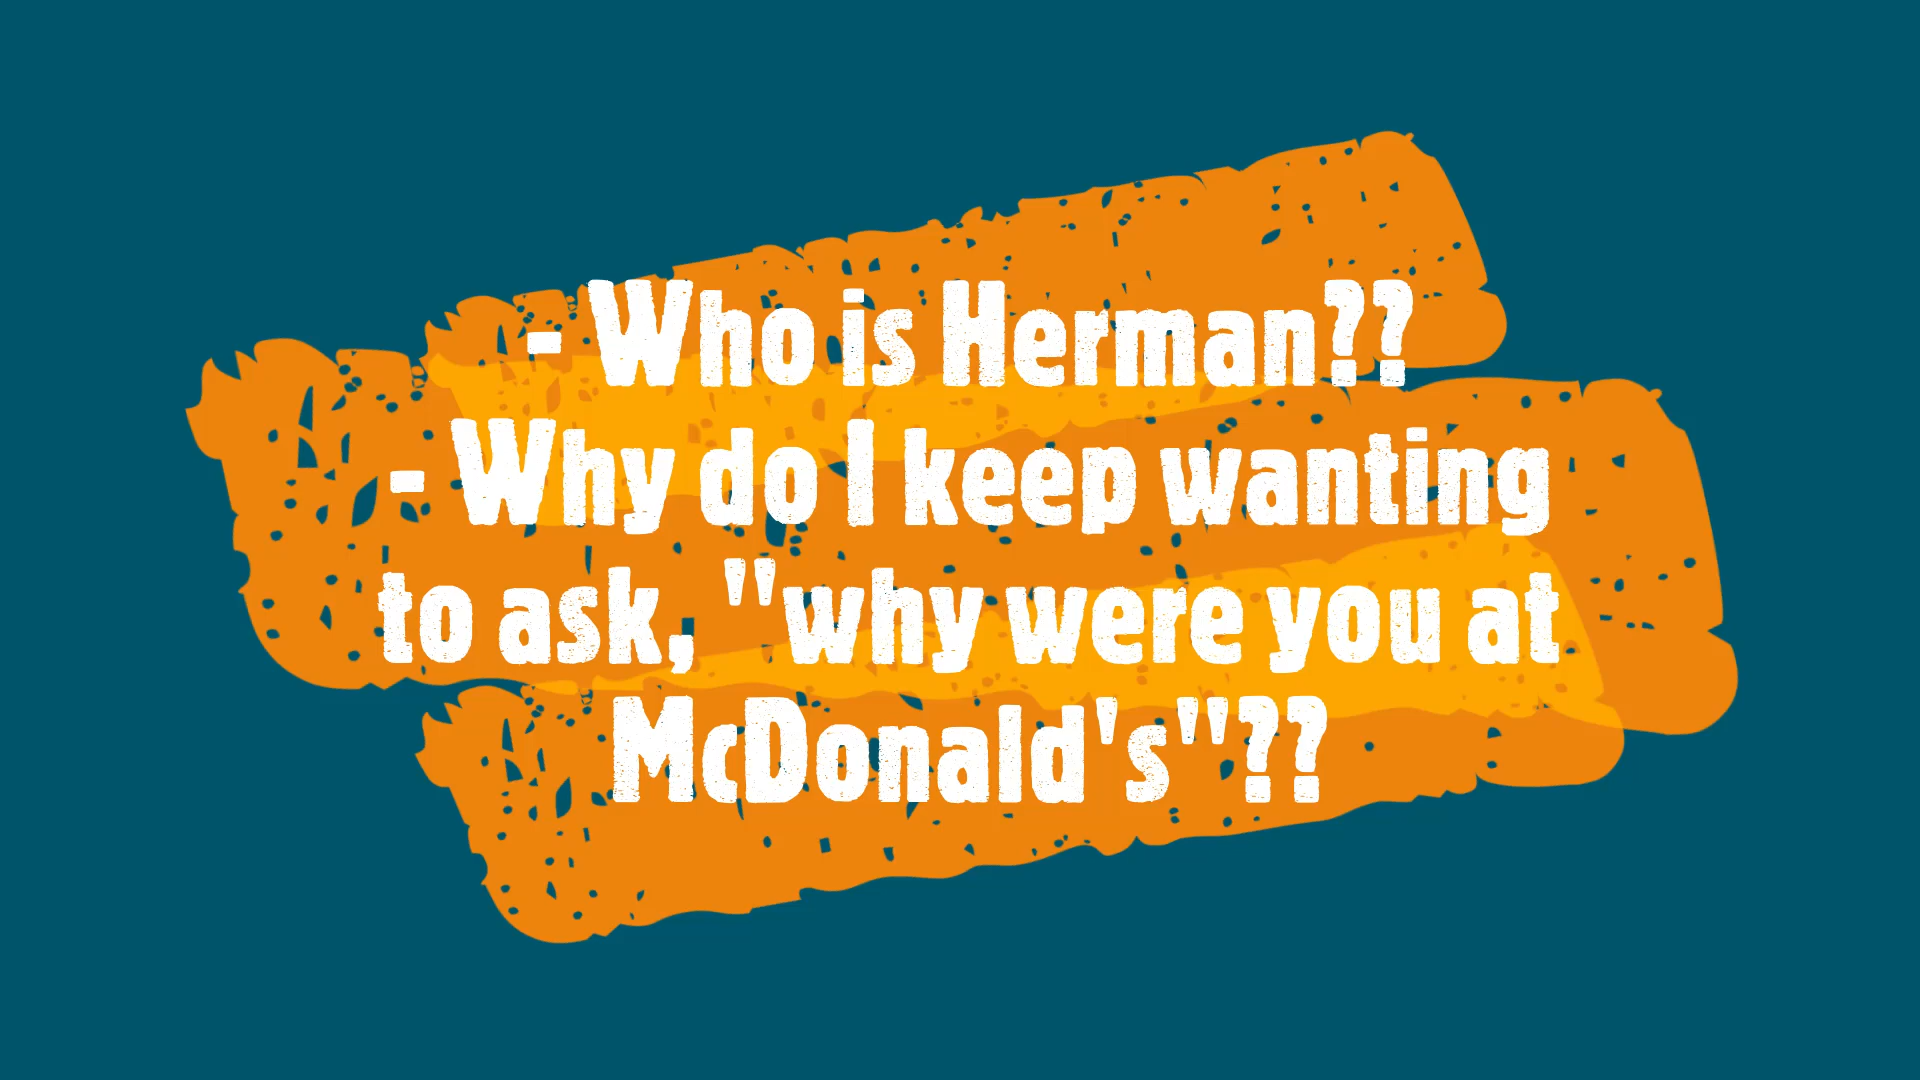 - Who is Herman??
- Why do I keep wanting
to ask, "why were you at
McDonald's"??